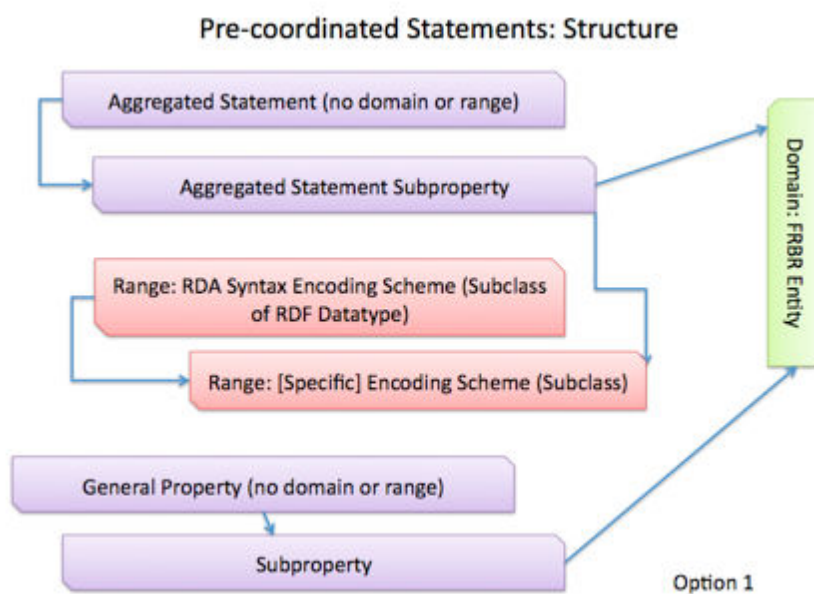 Pre-coordinated Statements: Structure
Aggregated Statement (no domain or range)
Aggregated Statement Subproperty
Domain: FRBR
Entity
Range: RDA Syntax Encoding Scheme (Subclass
of RDF Datatype)
Range: [Specific] Encoding Scheme (Subclass)
General Property (no domain or range)
Subproperty
Option 1